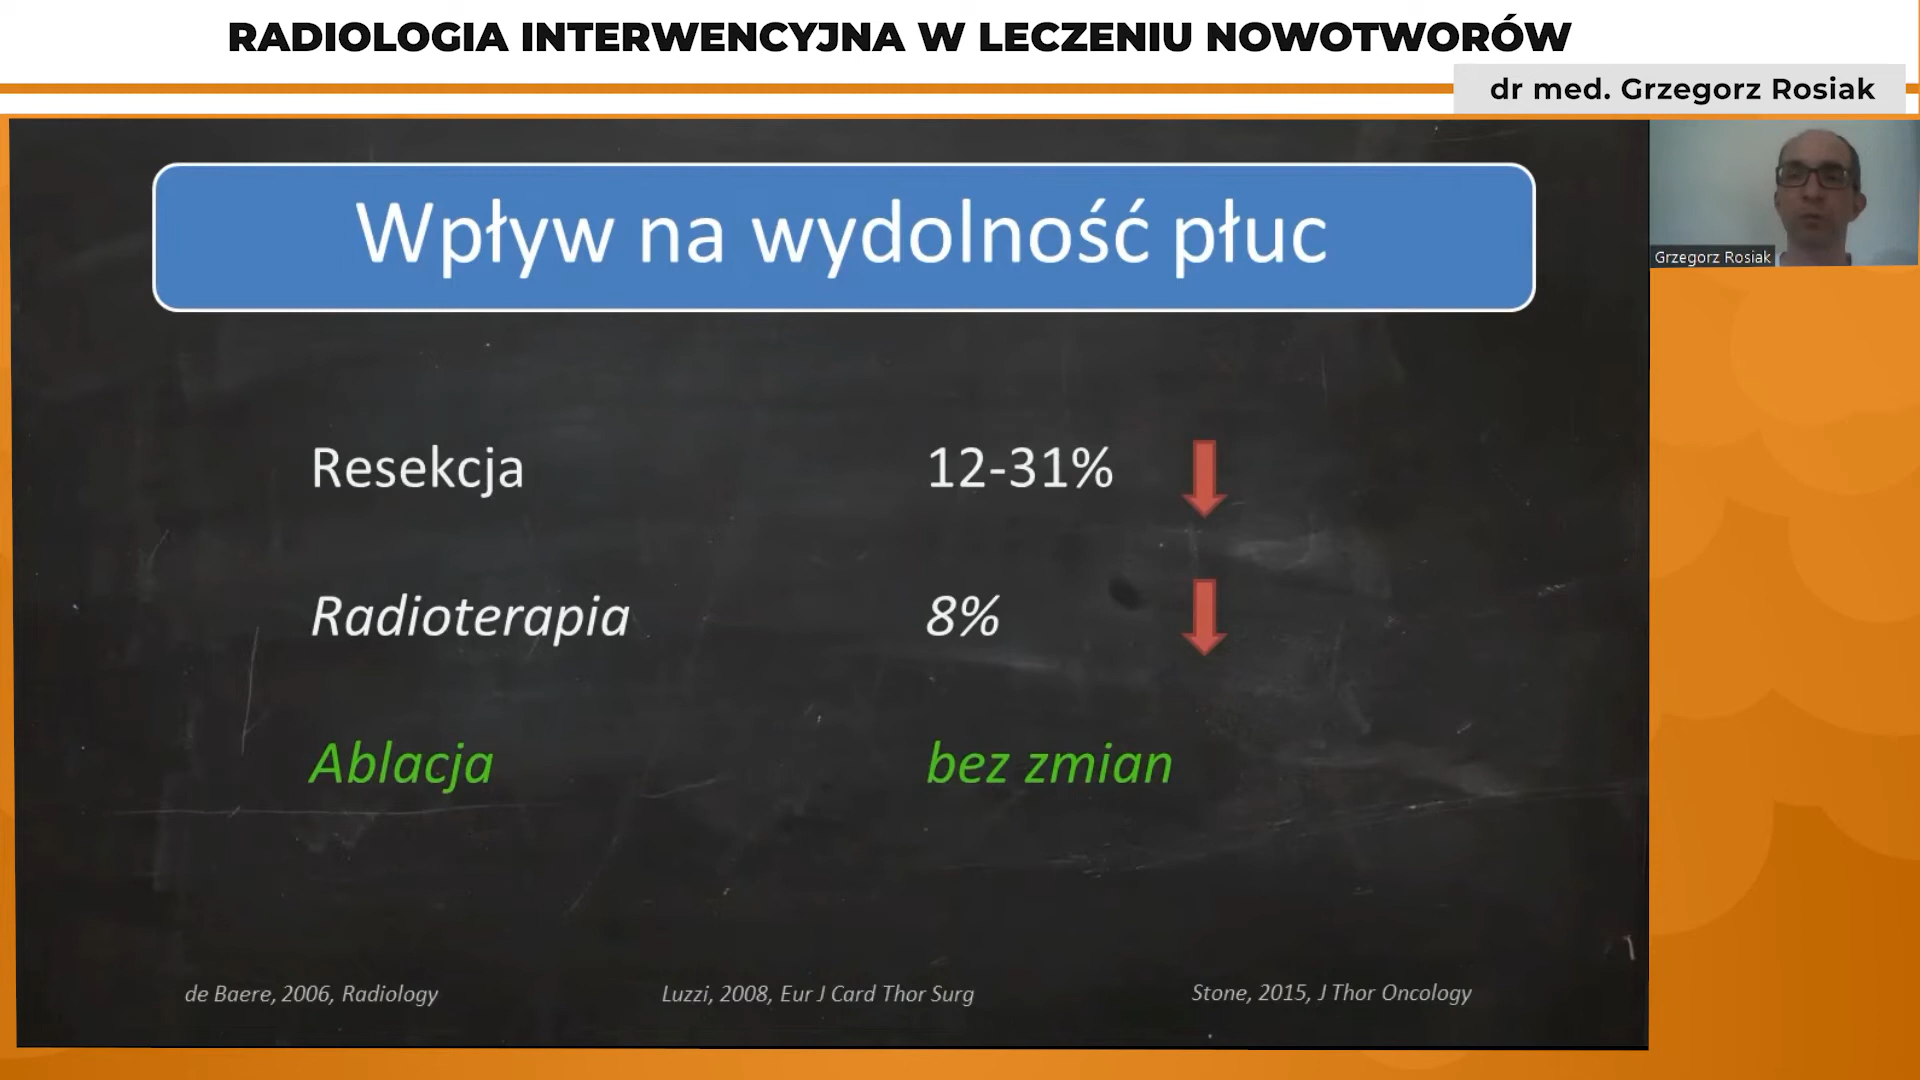 RADIOLOGIA INTERWENCYJNA W LECZENIU NOWOTWORÓW
dr med. Grzegorz Rosiak
Wpływ na wydolność płuc
Grzegorz Rosiak
Resekcja 12-31%
Radioterapia 8%
Ablacja bez zmian
de Baere, 2006, Radiology Luzzi, 2008, Eur J Card Thor Surg Stone, 2015, J Thor Oncology